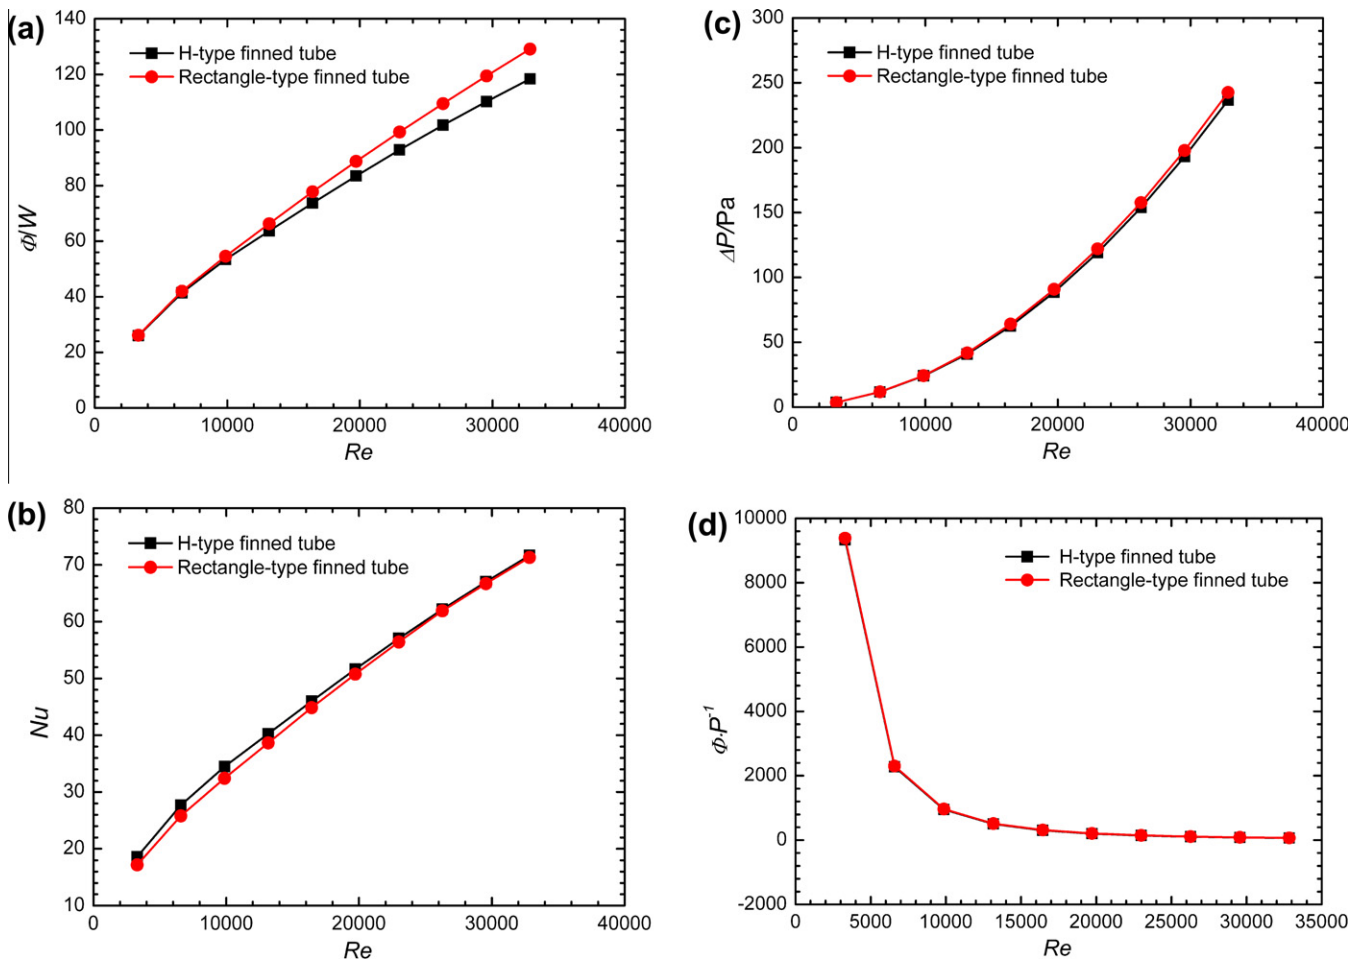 (a)
140
120
100
80
60
40
20
0
Φ/W
H-type finned tube
Rectangle-type finned tube
0 10000 20000 30000 40000
Re
(c)
300
250
200
150
100
50
0
ΔP/Pa
H-type finned tube
Rectangle-type finned tube
0 10000 20000 30000 40000
Re
(b)
80
70
60
50
40
30
20
10
Nu
H-type finned tube
Rectangle-type finned tube
0 10000 20000 30000 40000
Re
(d)
10000
8000
6000
4000
2000
0
-2000
Φ·P⁻¹
H-type finned tube
Rectangle-type finned tube
0 5000 10000 15000 20000 25000 30000 35000
Re